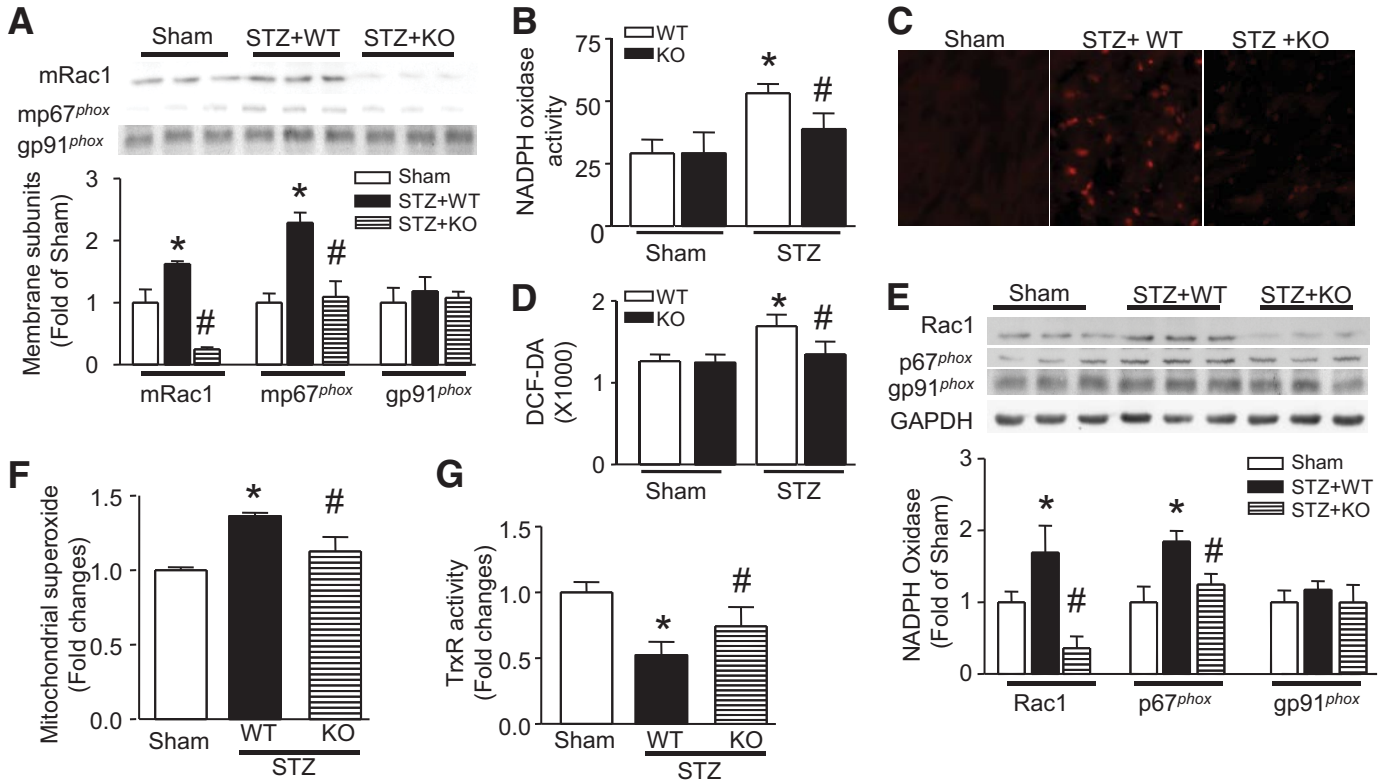 A
Sham STZ+WT STZ+KO
mRac1
mp67phox
gp91phox
Membrane subunits
(Fold of Sham)
3
2
1
0
Sham
STZ+WT
STZ+KO
* # * #
mRac1 mp67phox gp91phox
B
WT
KO
NADPH oxidase
activity
75
50
25
0
* #
Sham STZ
C
Sham STZ+ WT STZ +KO
D
WT
KO
DCF-DA
(X1000)
2
1
0
* #
Sham STZ
E
Sham STZ+WT STZ+KO
Rac1
p67phox
gp91phox
GAPDH
NADPH Oxidase
(Fold of Sham)
3
2
1
0
Sham
STZ+WT
STZ+KO
* # * #
Rac1 p67phox gp91phox
F
Mitochondrial superoxide
(Fold changes)
1.5
1.0
0.5
0.0
* #
Sham WT KO
STZ
G
TrxR activity
(Fold changes)
1.5
1.0
0.5
0.0
* #
Sham WT KO
STZ